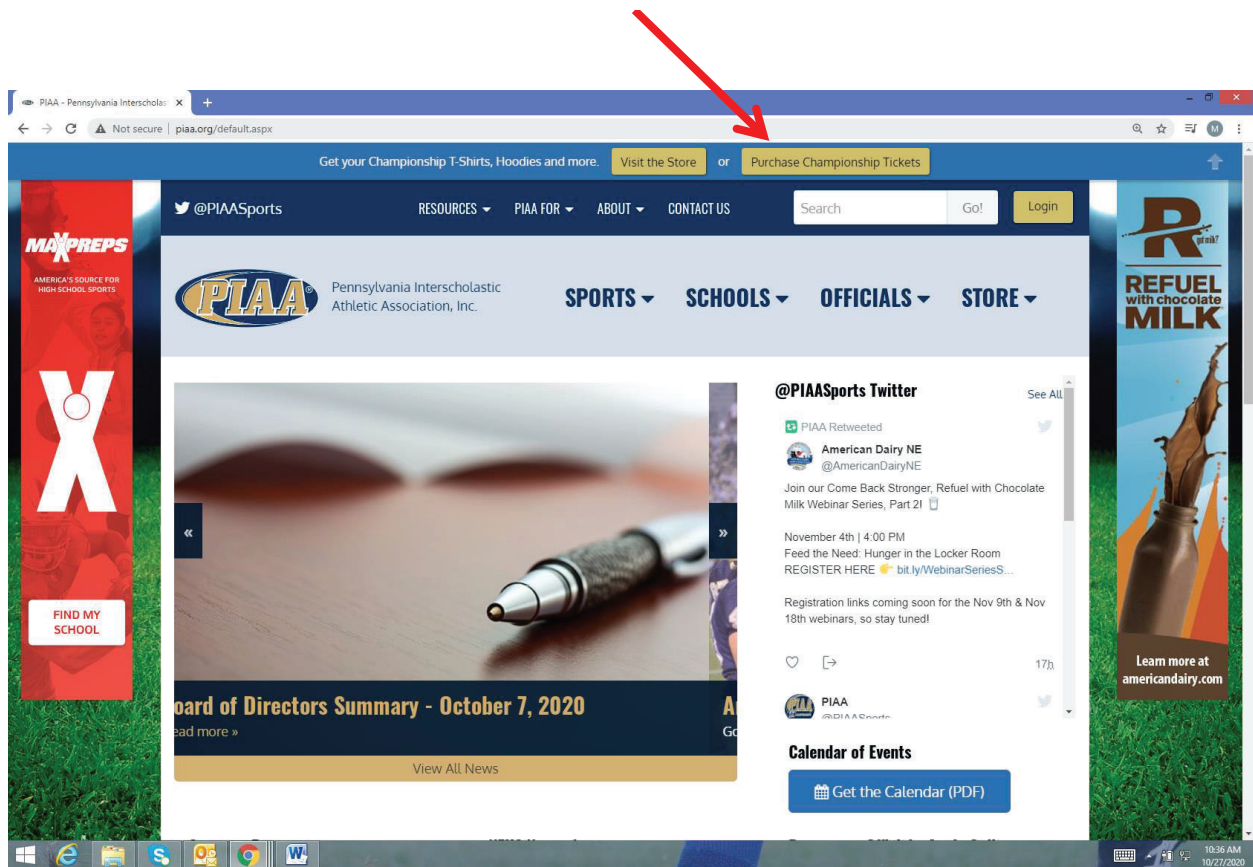 PIAA - Pennsylvania Interscholas
Not secure | piaa.org/default.aspx
M
Get your Championship T-Shirts, Hoodies and more. Visit the Store or Purchase Championship Tickets
@PIAASports RESOURCES PIAA FOR ABOUT CONTACT US Search Go! Login
MAXPREPS
AMERICA'S SOURCE FOR
HIGH SCHOOL SPORTS
FIND MY
SCHOOL
PIAA®
Pennsylvania Interscholastic
Athletic Association, Inc.
SPORTS SCHOOLS OFFICIALS STORE
«
»
oard of Directors Summary - October 7, 2020
ead more »
Go
View All News
@PIAASports Twitter See All
PIAA Retweeted
American Dairy NE
@AmericanDairyNE
Join our Come Back Stronger, Refuel with Chocolate
Milk Webinar Series, Part 2!
November 4th | 4:00 PM
Feed the Need: Hunger in the Locker Room
REGISTER HERE bit.ly/WebinarSeriesS...
Registration links coming soon for the Nov 9th & Nov
18th webinars, so stay tuned!
17h
PIAA
@PIAASports
Calendar of Events
Get the Calendar (PDF)
R
got milk?
REFUEL
with chocolate
MILK
Learn more at
americandairy.com
10:36 AM
10/27/2020